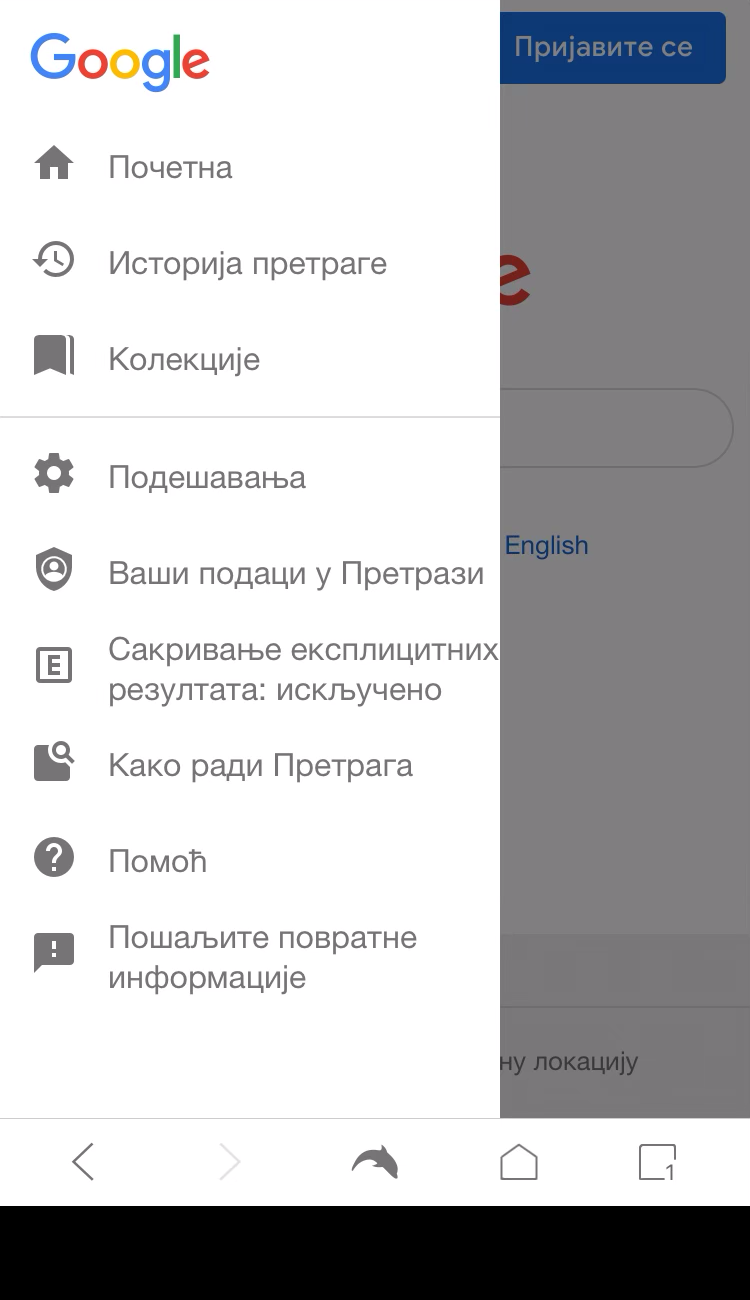 Google
Пријавите се
Почетна
Историја претраге
Колекције
Подешавања
Ваши подаци у Претрази
English
E
Сакривање експлицитних
резултата: искључено
Како ради Претрага
Помоћ
Пошаљите повратне
информације
локацију
1